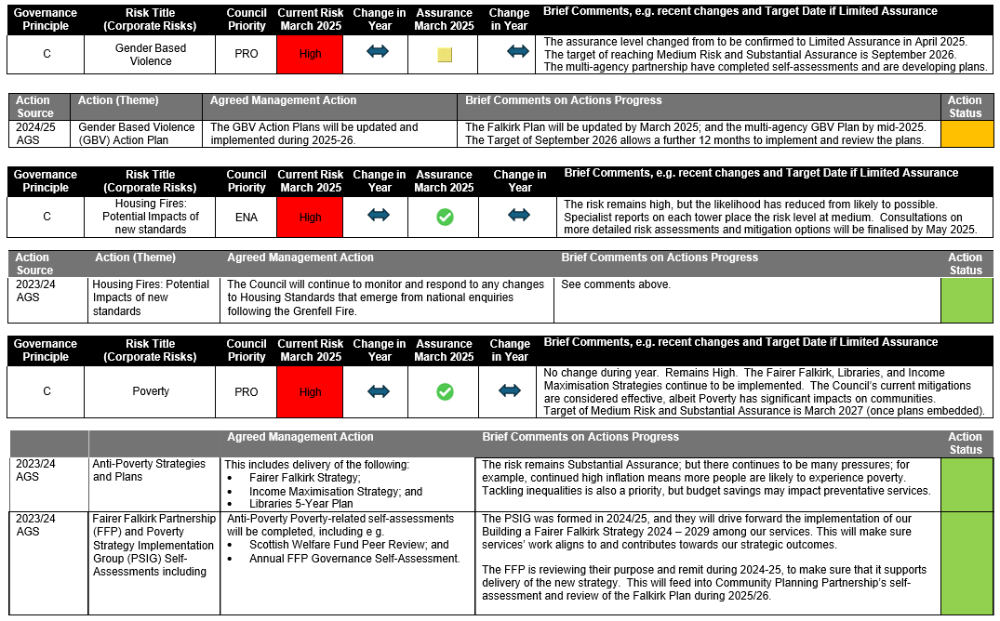 Governance Principle
Risk Title (Corporate Risks)
Council Priority
Current Risk March 2025
Change in Year
Assurance March 2025
Change in Year
Brief Comments, e.g. recent changes and Target Date if Limited Assurance
C
Gender Based Violence
PRO
High
The assurance level changed from to be confirmed to Limited Assurance in April 2025.
The target of reaching Medium Risk and Substantial Assurance is September 2026.
The multi-agency partnership have completed self-assessments and are developing plans.
Action Source
Action (Theme)
Agreed Management Action
Brief Comments on Actions Progress
Action Status
2024/25 AGS
Gender Based Violence (GBV) Action Plan
The GBV Action Plans will be updated and
implemented during 2025-26.
The Falkirk Plan will be updated by March 2025; and the multi-agency GBV Plan by mid-2025.
The Target of September 2026 allows a further 12 months to implement and review the plans.
Governance Principle
Risk Title (Corporate Risks)
Council Priority
Current Risk March 2025
Change in Year
Assurance March 2025
Change in Year
Brief Comments, e.g. recent changes and Target Date if Limited Assurance
C
Housing Fires:
Potential Impacts of
new standards
ENA
High
The risk remains high, but the likelihood has reduced from likely to possible.
Specialist reports on each tower place the risk level at medium. Consultations on
more detailed risk assessments and mitigation options will be finalised by May 2025.
Action Source
Action (Theme)
Agreed Management Action
Brief Comments on Actions Progress
Action Status
2023/24 AGS
Housing Fires: Potential
Impacts of new
standards
The Council will continue to monitor and respond to any changes
to Housing Standards that emerge from national enquiries
following the Grenfell Fire.
See comments above.
Governance Principle
Risk Title (Corporate Risks)
Council Priority
Current Risk March 2025
Change in Year
Assurance March 2025
Change in Year
Brief Comments, e.g. recent changes and Target Date if Limited Assurance
C
Poverty
PRO
High
No change during year. Remains High. The Fairer Falkirk, Libraries, and Income
Maximisation Strategies continue to be implemented. The Council's current mitigations
are considered effective, albeit Poverty has significant impacts on communities.
Target of Medium Risk and Substantial Assurance is March 2027 (once plans embedded).
Agreed Management Action
Brief Comments on Actions Progress
Action Status
2023/24 AGS
Anti-Poverty Strategies
and Plans
This includes delivery of the following:
• Fairer Falkirk Strategy;
• Income Maximisation Strategy; and
• Libraries 5-Year Plan
The risk remains Substantial Assurance; but there continues to be many pressures; for
example, continued high inflation means more people are likely to experience poverty.
Tackling inequalities is also a priority, but budget savings may impact preventative services.
2023/24 AGS
Fairer Falkirk Partnership
(FFP) and Poverty
Strategy Implementation
Group (PSIG) Self-
Assessments including
Anti-Poverty Poverty-related self-assessments
will be completed, including e.g.
• Scottish Welfare Fund Peer Review; and
• Annual FFP Governance Self-Assessment.
The PSIG was formed in 2024/25, and they will drive forward the implementation of our
Building a Fairer Falkirk Strategy 2024 – 2029 among our services. This will make sure
services' work aligns to and contributes towards our strategic outcomes.
The FFP is reviewing their purpose and remit during 2024-25, to make sure that it supports
delivery of the new strategy. This will feed into Community Planning Partnership's self-
assessment and review of the Falkirk Plan during 2025/26.